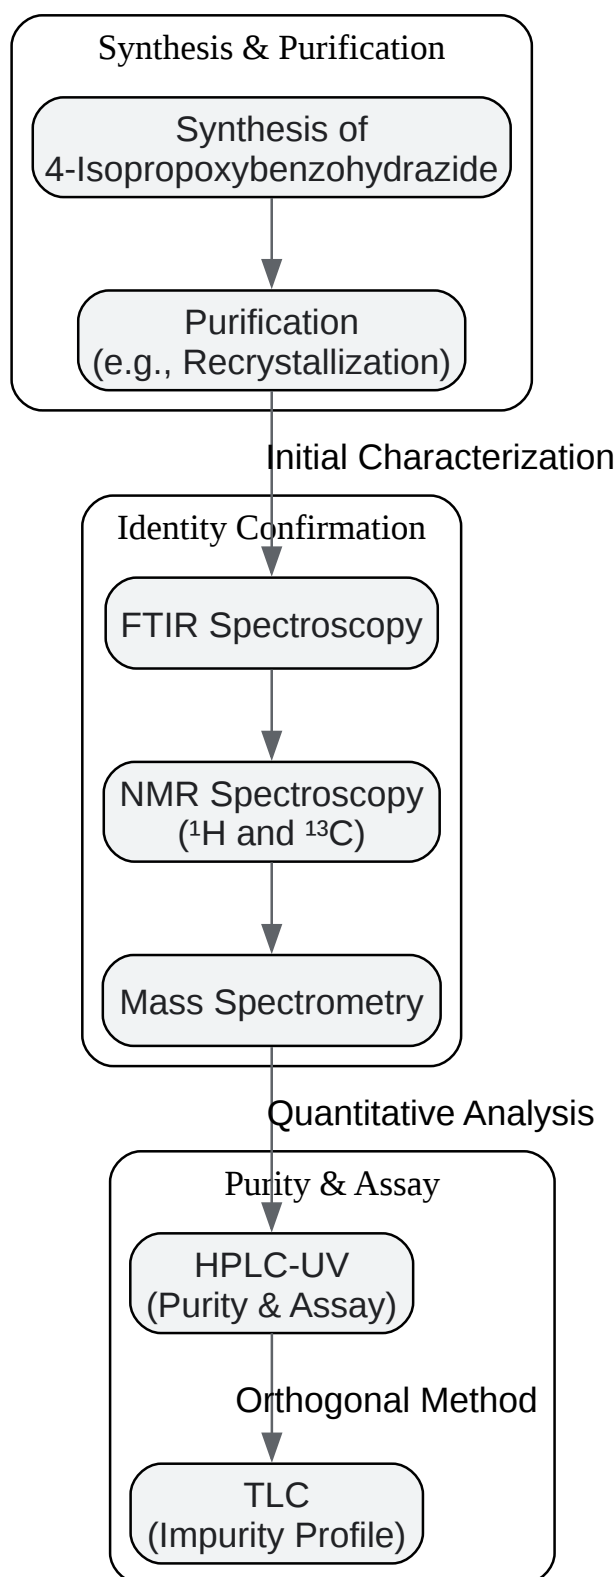 Synthesis & Purification
Synthesis of
4-Isopropoxybenzohydrazide
Purification
(e.g., Recrystallization)
Initial Characterization
Identity Confirmation
FTIR Spectroscopy
NMR Spectroscopy
(¹H and ¹³C)
Mass Spectrometry
Quantitative Analysis
Purity & Assay
HPLC-UV
(Purity & Assay)
Orthogonal Method
TLC
(Impurity Profile)